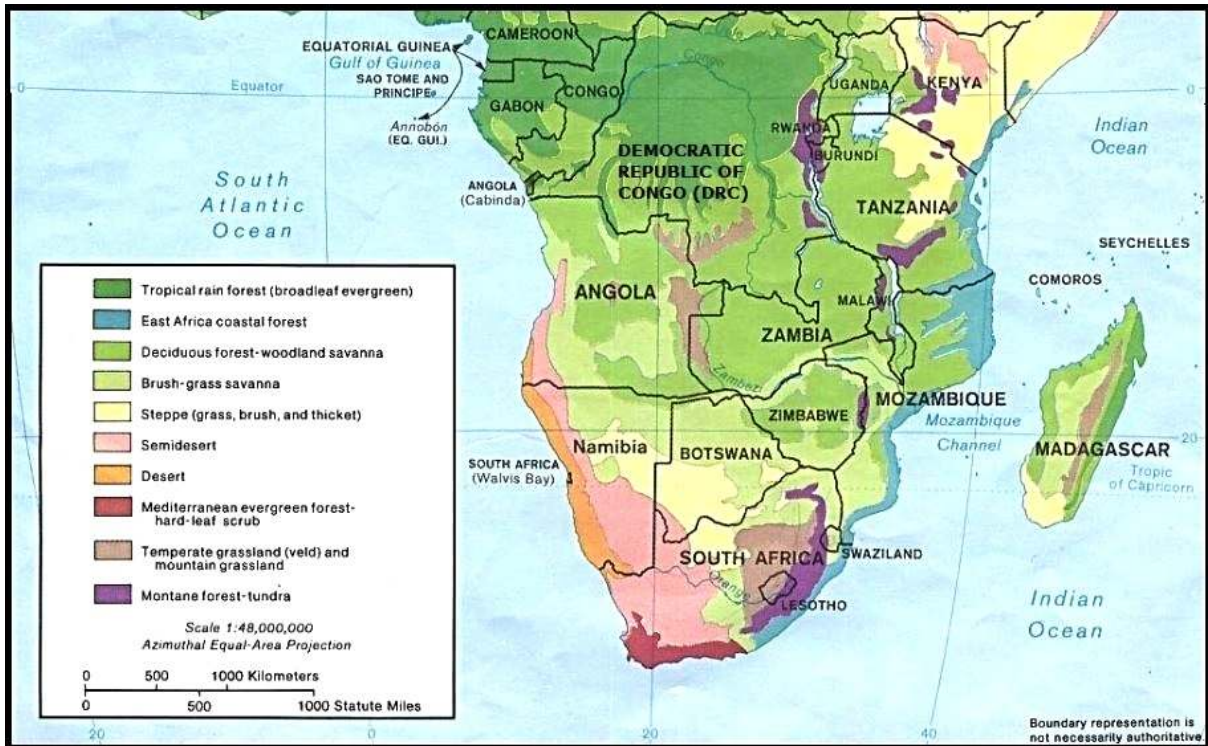 CAMEROON
EQUATORIAL GUINEA
Gulf of Guinea
SAO TOME AND
PRINCIPE
Equator
0
0
GABON
CONGO
Congo
UGANDA
KENYA
Annobón
(EQ. GUI.)
RWANDA
BURUNDI
Indian
Ocean
DEMOCRATIC
REPUBLIC OF
CONGO (DRC)
South
Atlantic
Ocean
ANGOLA
(Cabinda)
TANZANIA
SEYCHELLES
COMOROS
ANGOLA
MALAWI
ZAMBIA
Zambezi
ZIMBABWE
MOZAMBIQUE
Mozambique
Channel
20
Namibia
BOTSWANA
MADAGASCAR
Tropic
of Capricorn
SOUTH AFRICA
(Walvis Bay)
SOUTH AFRICA
SWAZILAND
Orange
LESOTHO
Indian
Ocean
Tropical rain forest (broadleaf evergreen)
East Africa coastal forest
Deciduous forest-woodland savanna
Brush-grass savanna
Steppe (grass, brush, and thicket)
Semidesert
Desert
Mediterranean evergreen forest-
hard-leaf scrub
Temperate grassland (veld) and
mountain grassland
Montane forest-tundra
Scale 1:48,000,000
Azimuthal Equal-Area Projection
0 500 1000 Kilometers
0 500 1000 Statute Miles
20 0 20 40
Boundary representation is
not necessarily authoritative.